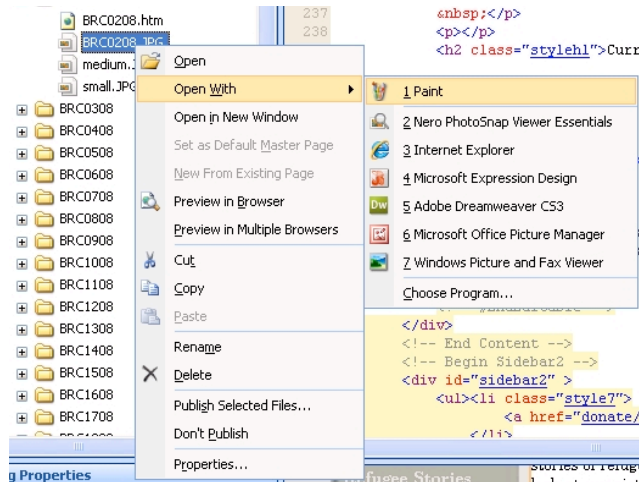 BRC0208.htm
BRC0208.JPG
medium.J
small.JPG
BRC0308
BRC0408
BRC0508
BRC0608
BRC0708
BRC0808
BRC0908
BRC1008
BRC1108
BRC1208
BRC1308
BRC1408
BRC1508
BRC1608
BRC1708
g Properties
Open
Open With
Open in New Window
Set as Default Master Page
New From Existing Page
Preview in Browser
Preview in Multiple Browsers
Cut
Copy
Paste
Rename
Delete
Publish Selected Files...
Don't Publish
Properties...
1 Paint
2 Nero PhotoSnap Viewer Essentials
3 Internet Explorer
4 Microsoft Expression Design
5 Adobe Dreamweaver CS3
6 Microsoft Office Picture Manager
7 Windows Picture and Fax Viewer
Choose Program...
237 &nbsp;</p>
238 <p></p>
<h2 class="styleh1">Curr
</div>
<!-- End Content -->
<!-- Begin Sidebar2 -->
<div id="sidebar2" >
<ul><li class="style7">
<a href="donate/
</li>
fugee Stories
stories of refuge